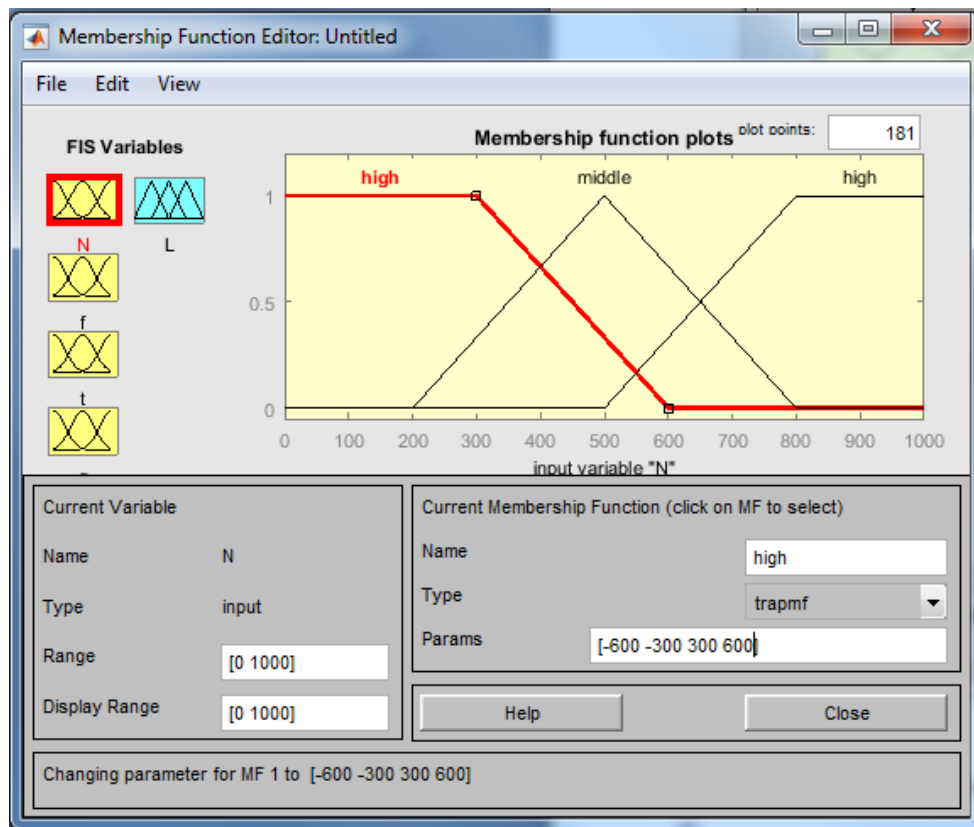 Membership Function Editor: Untitled
File Edit View
FIS Variables
Membership function plots
plot points:
181
N
L
f
t
high
middle
high
1
0.5
0
0 100 200 300 400 500 600 700 800 900 1000
input variable "N"
Current Variable
Name N
Type input
Range [0 1000]
Display Range [0 1000]
Current Membership Function (click on MF to select)
Name high
Type trapmf
Params [-600 -300 300 600]
Help
Close
Changing parameter for MF 1 to [-600 -300 300 600]